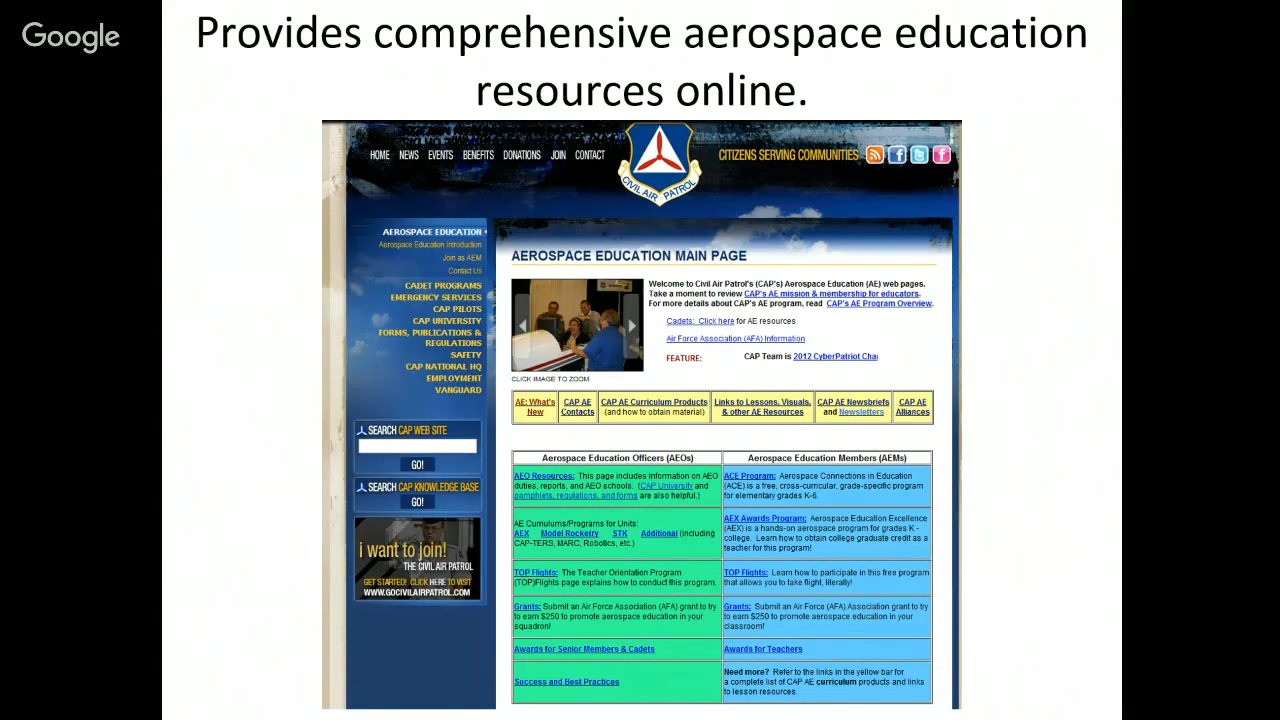 Google
Provides comprehensive aerospace education
resources online.
HOME NEWS EVENTS BENEFITS DONATIONS JOIN CONTACT
CIVIL AIR PATROL
CITIZENS SERVING COMMUNITIES
AEROSPACE EDUCATION
Aerospace Education Introduction
Join as AEM
Contact Us
CADET PROGRAMS
EMERGENCY SERVICES
CAP PILOTS
CAP UNIVERSITY
FORMS, PUBLICATIONS &
REGULATIONS
SAFETY
CAP NATIONAL HQ
EMPLOYMENT
VANGUARD
SEARCH CAP WEB SITE
GO!
SEARCH CAP KNOWLEDGE BASE
GO!
i want to join!
THE CIVIL AIR PATROL
GET STARTED! CLICK HERE TO VISIT
WWW.GOCIVILAIRPATROL.COM
AEROSPACE EDUCATION MAIN PAGE
CLICK IMAGE TO ZOOM
Welcome to Civil Air Patrol's (CAP's) Aerospace Education (AE) web pages.
Take a moment to review CAP's AE mission & membership for educators.
For more details about CAP's AE program, read CAP's AE Program Overview.
Cadets: Click here for AE resources
Air Force Association (AFA) Information
FEATURE: CAP Team is 2012 CyberPatriot Cha
AE: What's
New
CAP AE
Contacts
CAP AE Curriculum Products
(and how to obtain material)
Links to Lessons, Visuals,
& other AE Resources
CAP AE Newsbriefs
and Newsletters
CAP AE
Alliances
Aerospace Education Officers (AEOs)
AEO Resources: This page includes information on AEO
duties, reports, and AEO schools. (CAP University and
pamphlets, regulations, and forms are also helpful.)
AE Curriulums/Programs for Units:
AEX Model Rocketry STK Additional (including
CAP-TERS, MARC, Robotics, etc.)
TOP Flights: The Teacher Orientation Program
(TOP)Flights page explains how to conduct this program.
Grants: Submit an Air Force Association (AFA) grant to try
to earn $250 to promote aerospace education in your
squadron!
Awards for Senior Members & Cadets
Success and Best Practices
Aerospace Education Members (AEMs)
ACE Program: Aerospace Connections in Education
(ACE) is a free, cross-curricular, grade-specific program
for elementary grades K-6.
AEX Awards Program: Aerospace Education Excellence
(AEX) is a hands-on aerospace program for grades K -
college. Learn how to obtain college graduate credit as a
teacher for this program!
TOP Flights: Learn how to participate in this free program
that allows you to take flight, literally!
Grants: Submit an Air Force (AFA) Association grant to try
to earn $250 to promote aerospace education in your
classroom!
Awards for Teachers
Need more? Refer to the links in the yellow bar for
a complete list of CAP AE curriculum products and links
to lesson resources.